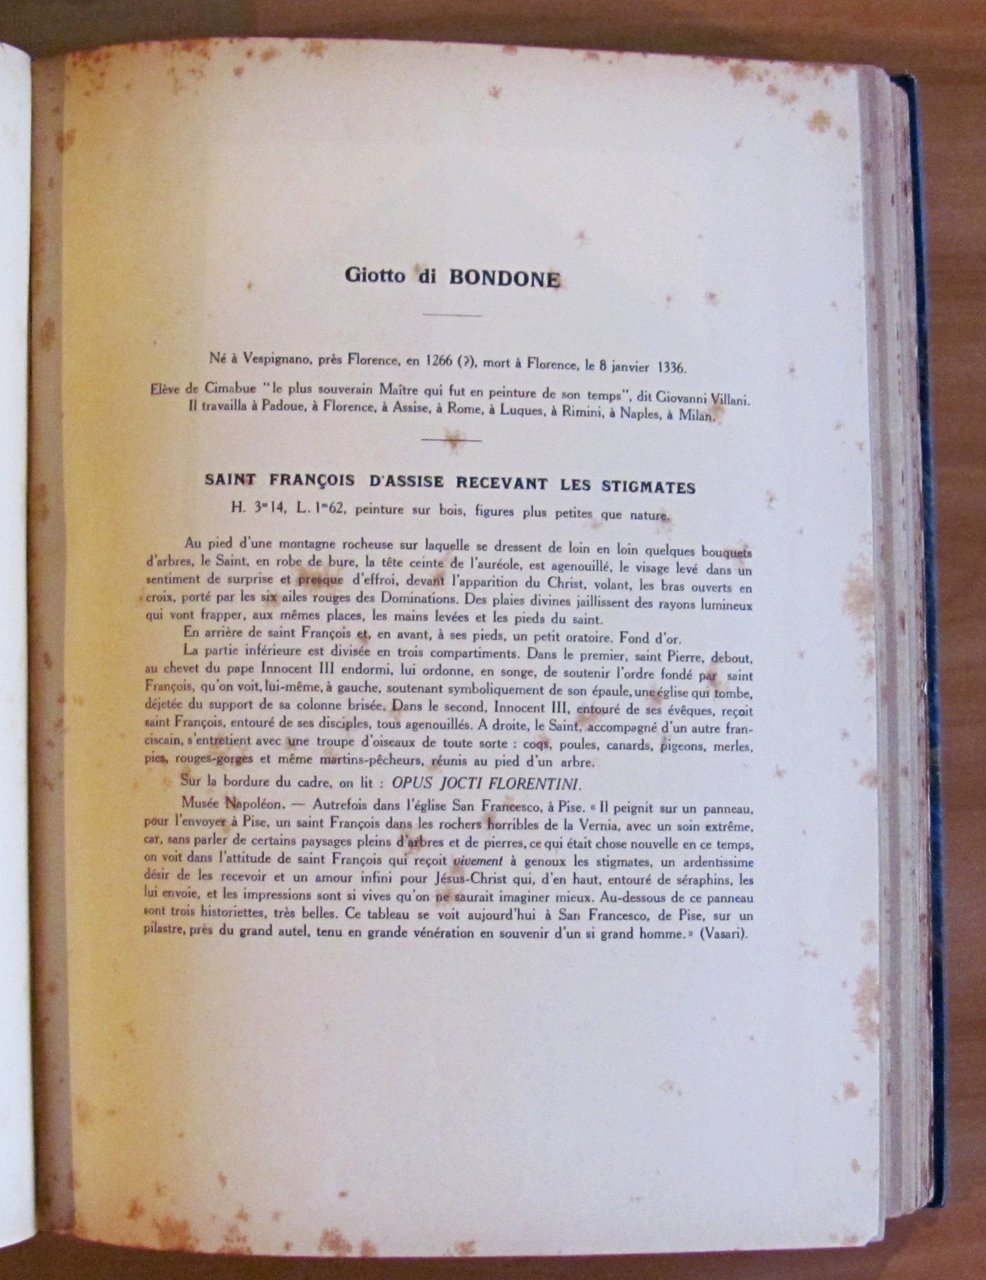 Giotto di BONDONE
Né à Vespignano, près Florence, en 1266 (?), mort à Florence, le 8 janvier 1336.
Elève de Cimabue "le plus souverain Maître qui fut en peinture de son temps", dit Giovanni Villani.
Il travailla à Padoue, à Florence, à Assise, à Rome, à Luques, à Rimini, à Naples, à Milan.
SAINT FRANÇOIS D'ASSISE RECEVANT LES STIGMATES
H. 3ᵐ14, L. 1ᵐ62, peinture sur bois, figures plus petites que nature.
Au pied d'une montagne rocheuse sur laquelle se dressent de loin en loin quelques bouquets
d'arbres, le Saint, en robe de bure, la tête ceinte de l'auréole, est agenouillé, le visage levé dans un
sentiment de surprise et presque d'effroi, devant l'apparition du Christ, volant, les bras ouverts en
croix, porté par les six ailes rouges des Dominations. Des plaies divines jaillissent des rayons lumineux
qui vont frapper, aux mêmes places, les mains levées et les pieds du saint.
En arrière de saint François et, en avant, à ses pieds, un petit oratoire. Fond d'or.
La partie inférieure est divisée en trois compartiments. Dans le premier, saint Pierre, debout,
au chevet du pape Innocent III endormi, lui ordonne, en songe, de soutenir l'ordre fondé par saint
François, qu'on voit, lui-même, à gauche, soutenant symboliquement de son épaule, une église qui tombe,
déjetée du support de sa colonne brisée. Dans le second, Innocent III, entouré de ses évêques, reçoit
saint François, entouré de ses disciples, tous agenouillés. A droite, le Saint, accompagné d'un autre fran-
ciscain, s'entretient avec une troupe d'oiseaux de toute sorte : coqs, poules, canards, pigeons, merles,
pies, rouges-gorges et même martins-pêcheurs, réunis au pied d'un arbre.
Sur la bordure du cadre, on lit : OPUS JOCTI FLORENTINI.
Musée Napoléon. — Autrefois dans l'église San Francesco, à Pise. « Il peignit sur un panneau,
pour l'envoyer à Pise, un saint François dans les rochers horribles de la Vernia, avec un soin extrême,
car, sans parler de certains paysages pleins d'arbres et de pierres, ce qui était chose nouvelle en ce temps,
on voit dans l'attitude de saint François qui reçoit vivement à genoux les stigmates, un ardentissime
désir de les recevoir et un amour infini pour Jésus-Christ qui, d'en haut, entouré de séraphins, les
lui envoie, et les impressions sont si vives qu'on ne saurait imaginer mieux. Au-dessous de ce panneau
sont trois historiettes, très belles. Ce tableau se voit aujourd'hui à San Francesco, de Pise, sur un
pilastre, près du grand autel, tenu en grande vénération en souvenir d'un si grand homme. » (Vasari).